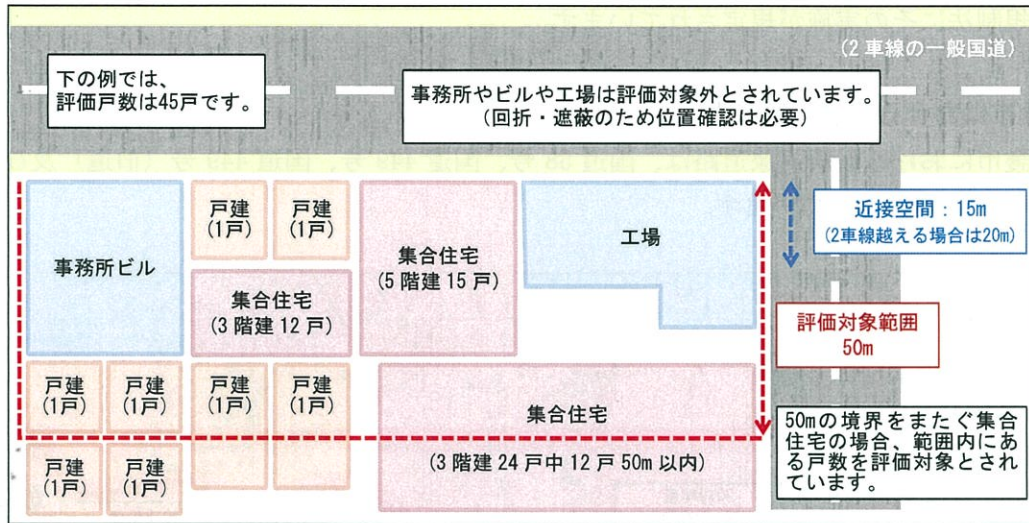 (2車線の一般国道)
下の例では、
評価戸数は45戸です。
事務所やビルや工場は評価対象外とされています。
(回折・遮蔽のため位置確認は必要)
事務所ビル
戸建
(1戸)
戸建
(1戸)
集合住宅
(3階建12戸)
集合住宅
(5階建15戸)
工場
近接空間：15m
(2車線越える場合は20m)
評価対象範囲
50m
戸建
(1戸)
戸建
(1戸)
戸建
(1戸)
戸建
(1戸)
集合住宅
(3階建24戸中12戸50m以内)
戸建
(1戸)
戸建
(1戸)
50mの境界をまたぐ集合
住宅の場合、範囲内にあ
る戸数を評価対象とされ
ています。